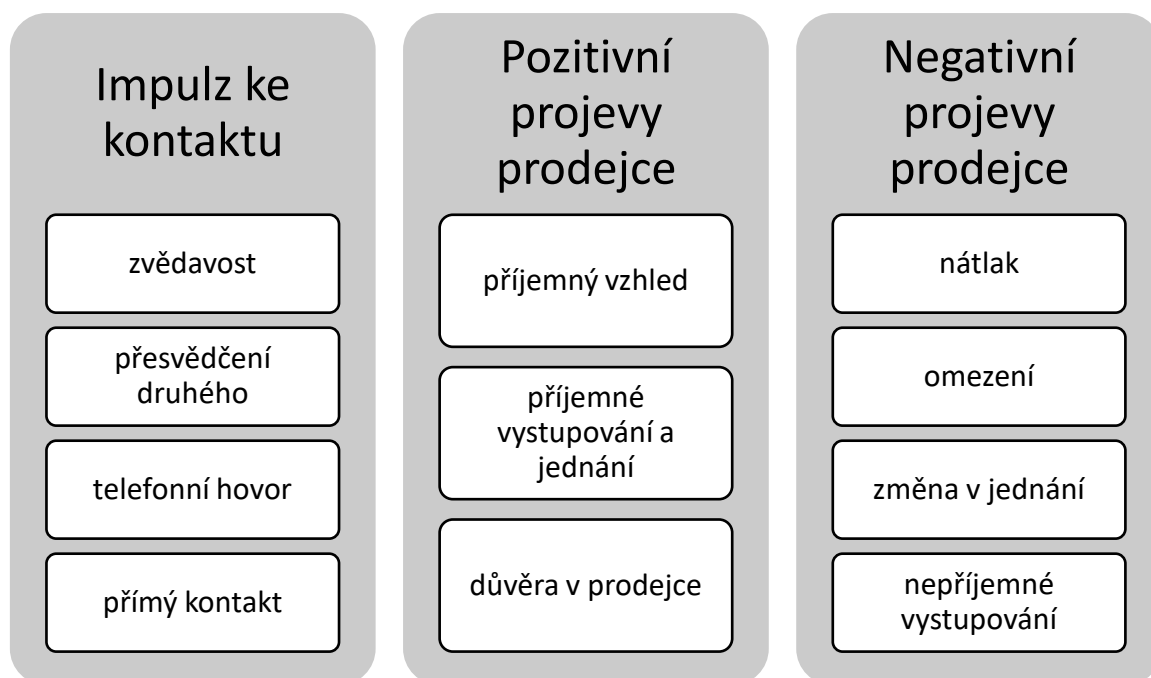 Impulz ke
kontaktu
zvědavost
přesvědčení
druhého
telefonní hovor
přímý kontakt
Pozitivní
projevy
prodejce
příjemný vzhled
příjemné
vystupování a
jednání
důvěra v prodejce
Negativní
projevy
prodejce
nátlak
omezení
změna v jednání
nepříjemné
vystupování